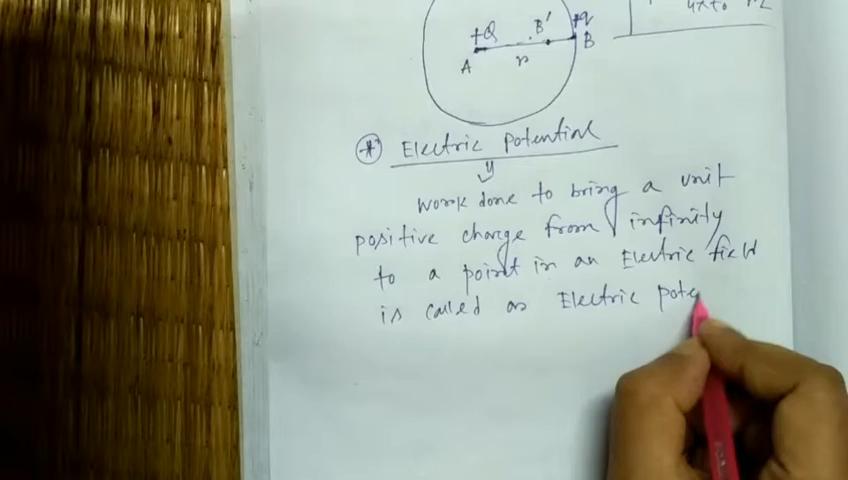 +Q B' +q
A r B
* Electric Potential
work done to bring a unit
positive charge from infinity
to a point in an Electric field
is called as Electric pote